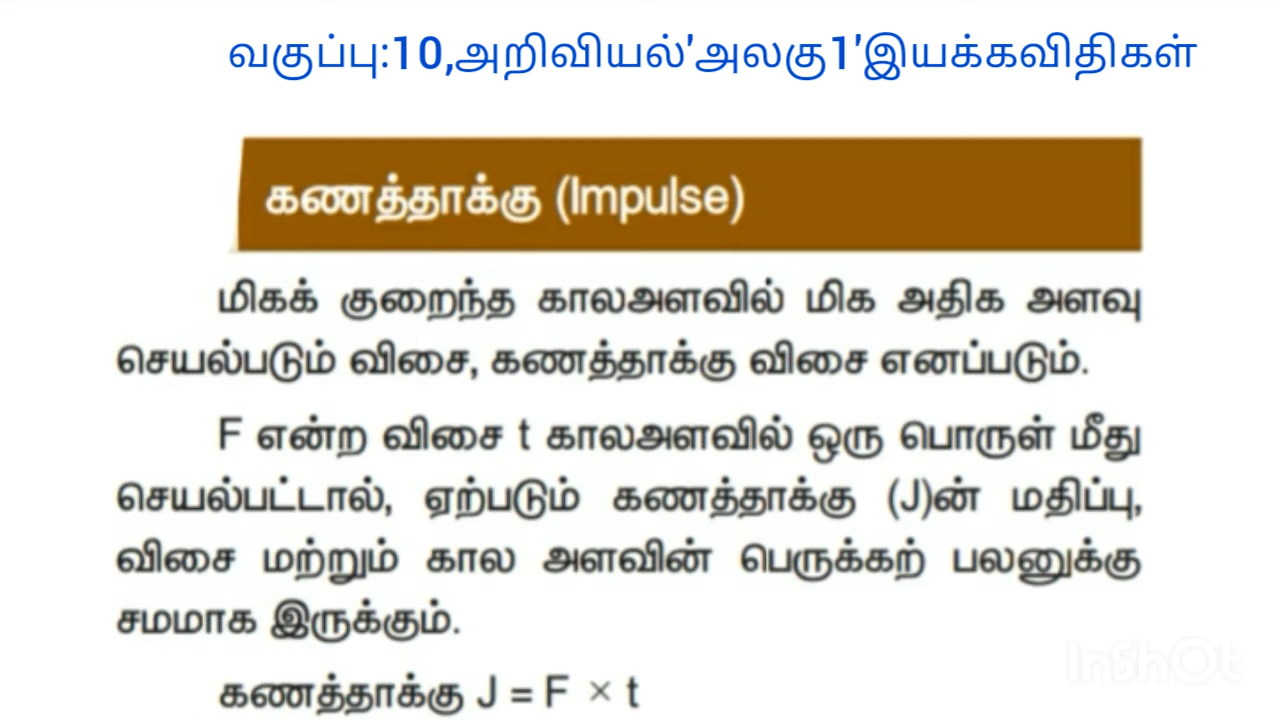 வகுப்பு:10,அறிவியல்'அலகு1'இயக்கவிதிகள்
கணத்தாக்கு (Impulse)
மிகக் குறைந்த காலஅளவில் மிக அதிக அளவு
செயல்படும் விசை, கணத்தாக்கு விசை எனப்படும்.
F என்ற விசை t காலஅளவில் ஒரு பொருள் மீது
செயல்பட்டால், ஏற்படும் கணத்தாக்கு (J)ன் மதிப்பு,
விசை மற்றும் கால அளவின் பெருக்கற் பலனுக்கு
சமமாக இருக்கும்.
கணத்தாக்கு J = F × t
InShOt